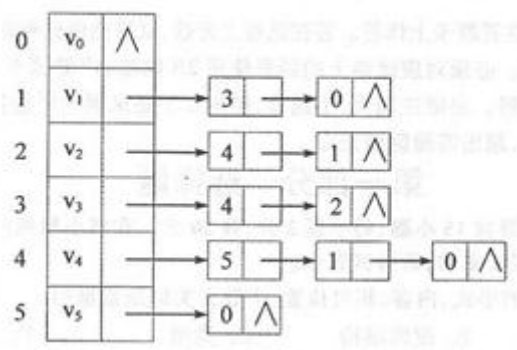 0 v₀ ∧
1 v₁ 3 0 ∧
2 v₂ 4 1 ∧
3 v₃ 4 2 ∧
4 v₄ 5 1 0 ∧
5 v₅ 0 ∧